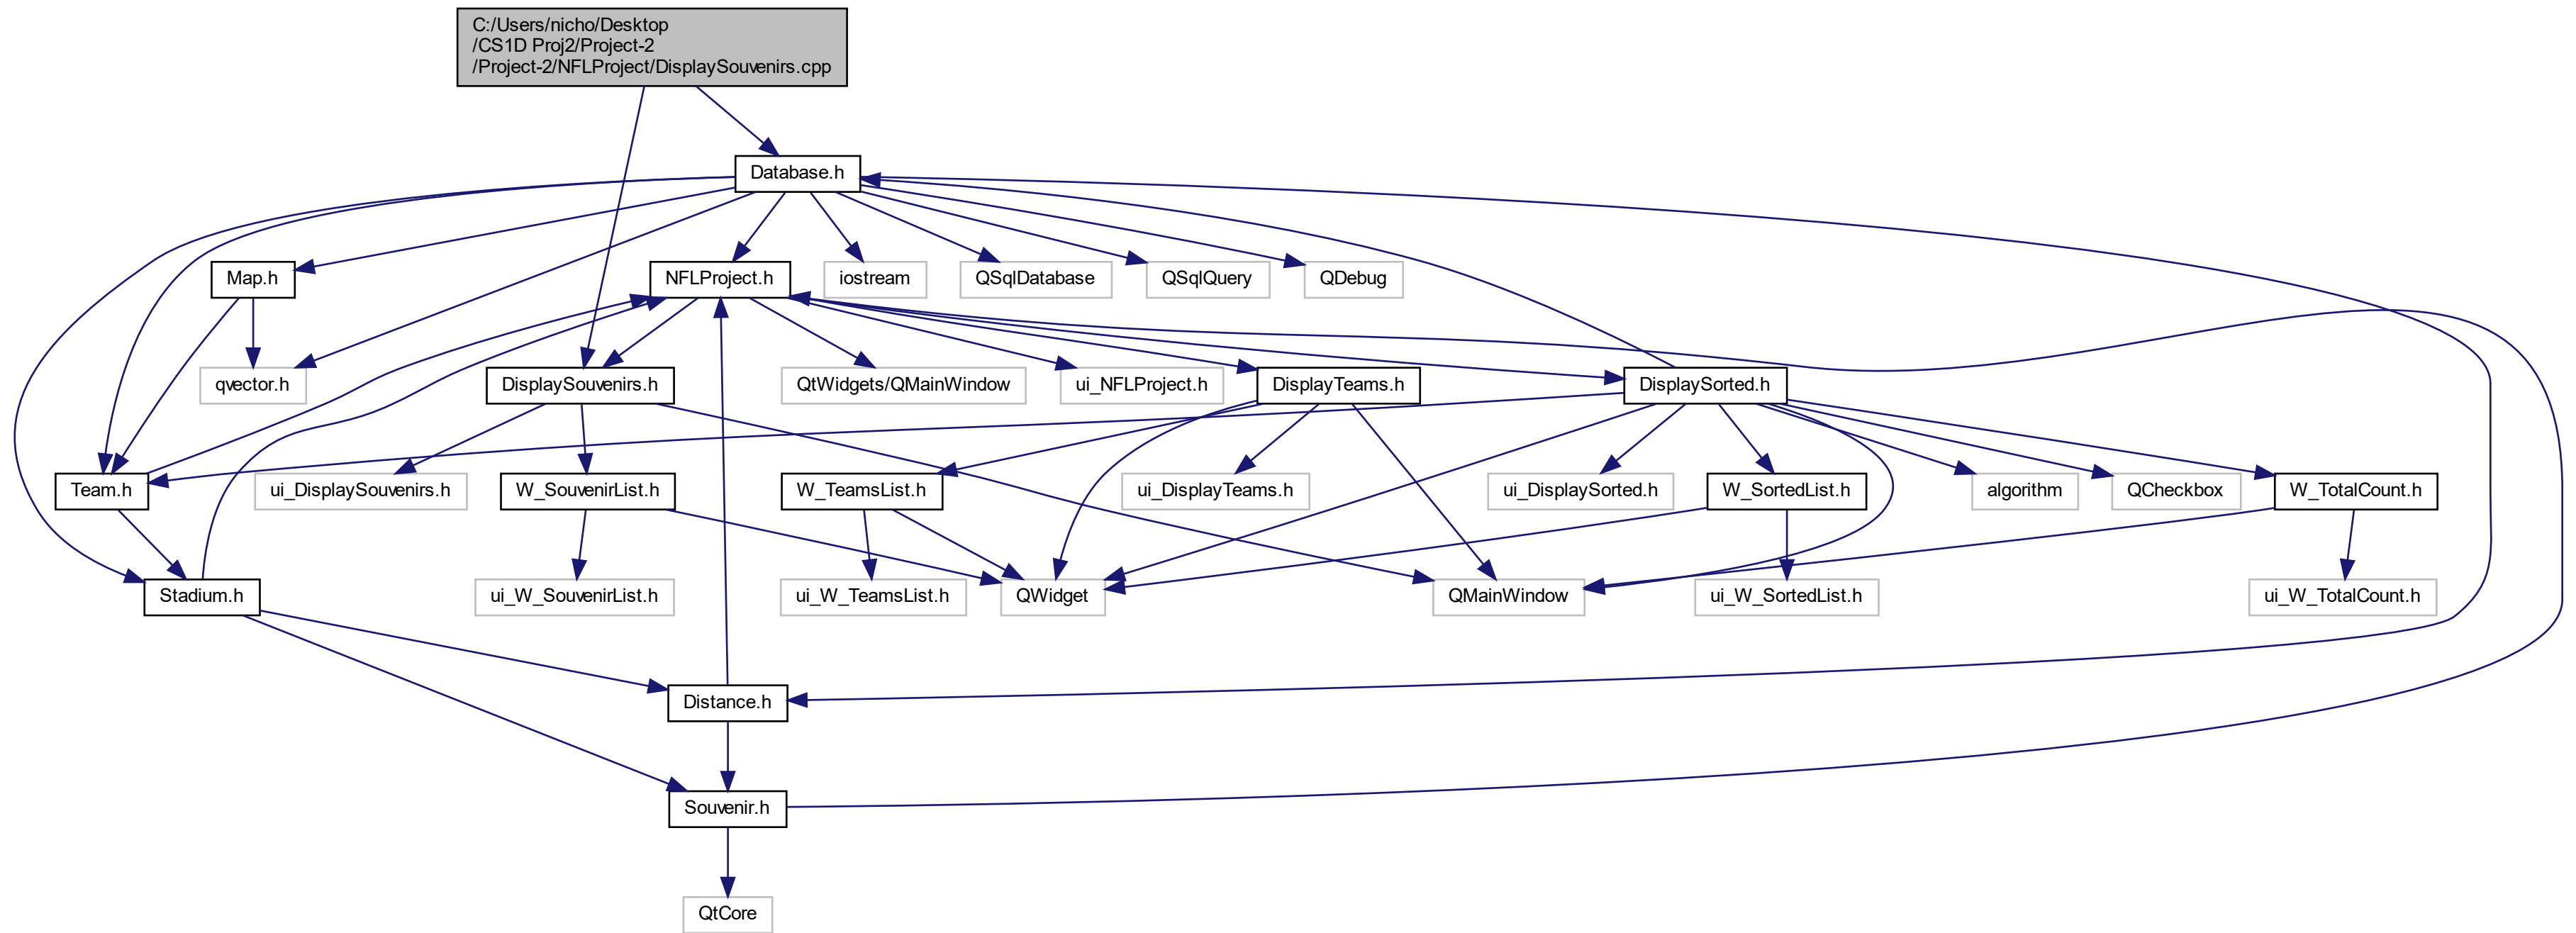 C:/Users/nicho/Desktop
/CS1D Proj2/Project-2
/Project-2/NFLProject/DisplaySouvenirs.cpp
Database.h
Map.h
NFLProject.h
iostream
QSqlDatabase
QSqlQuery
QDebug
qvector.h
DisplaySouvenirs.h
QtWidgets/QMainWindow
ui_NFLProject.h
DisplayTeams.h
DisplaySorted.h
Team.h
ui_DisplaySouvenirs.h
W_SouvenirList.h
W_TeamsList.h
ui_DisplayTeams.h
ui_DisplaySorted.h
W_SortedList.h
algorithm
QCheckbox
W_TotalCount.h
Stadium.h
ui_W_SouvenirList.h
ui_W_TeamsList.h
QWidget
QMainWindow
ui_W_SortedList.h
ui_W_TotalCount.h
Distance.h
Souvenir.h
QtCore